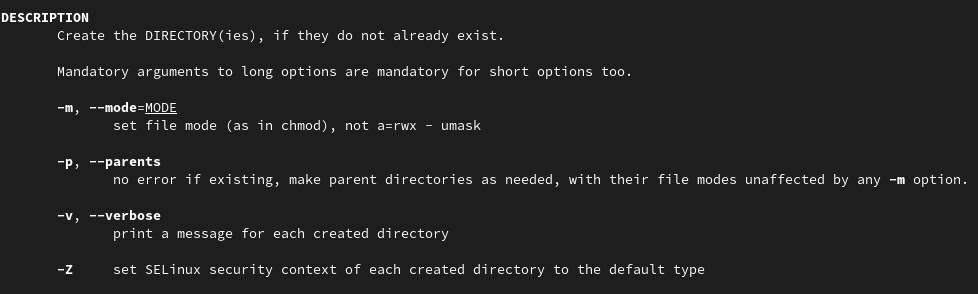 DESCRIPTION
Create the DIRECTORY(ies), if they do not already exist.
Mandatory arguments to long options are mandatory for short options too.
-m, --mode=MODE
set file mode (as in chmod), not a=rwx - umask
-p, --parents
no error if existing, make parent directories as needed, with their file modes unaffected by any -m option.
-v, --verbose
print a message for each created directory
-Z set SELinux security context of each created directory to the default type